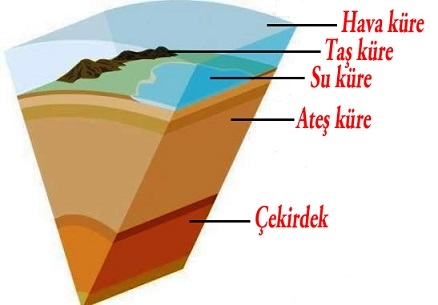 Hava küre
Taş küre
Su küre
Ateş küre
Çekirdek